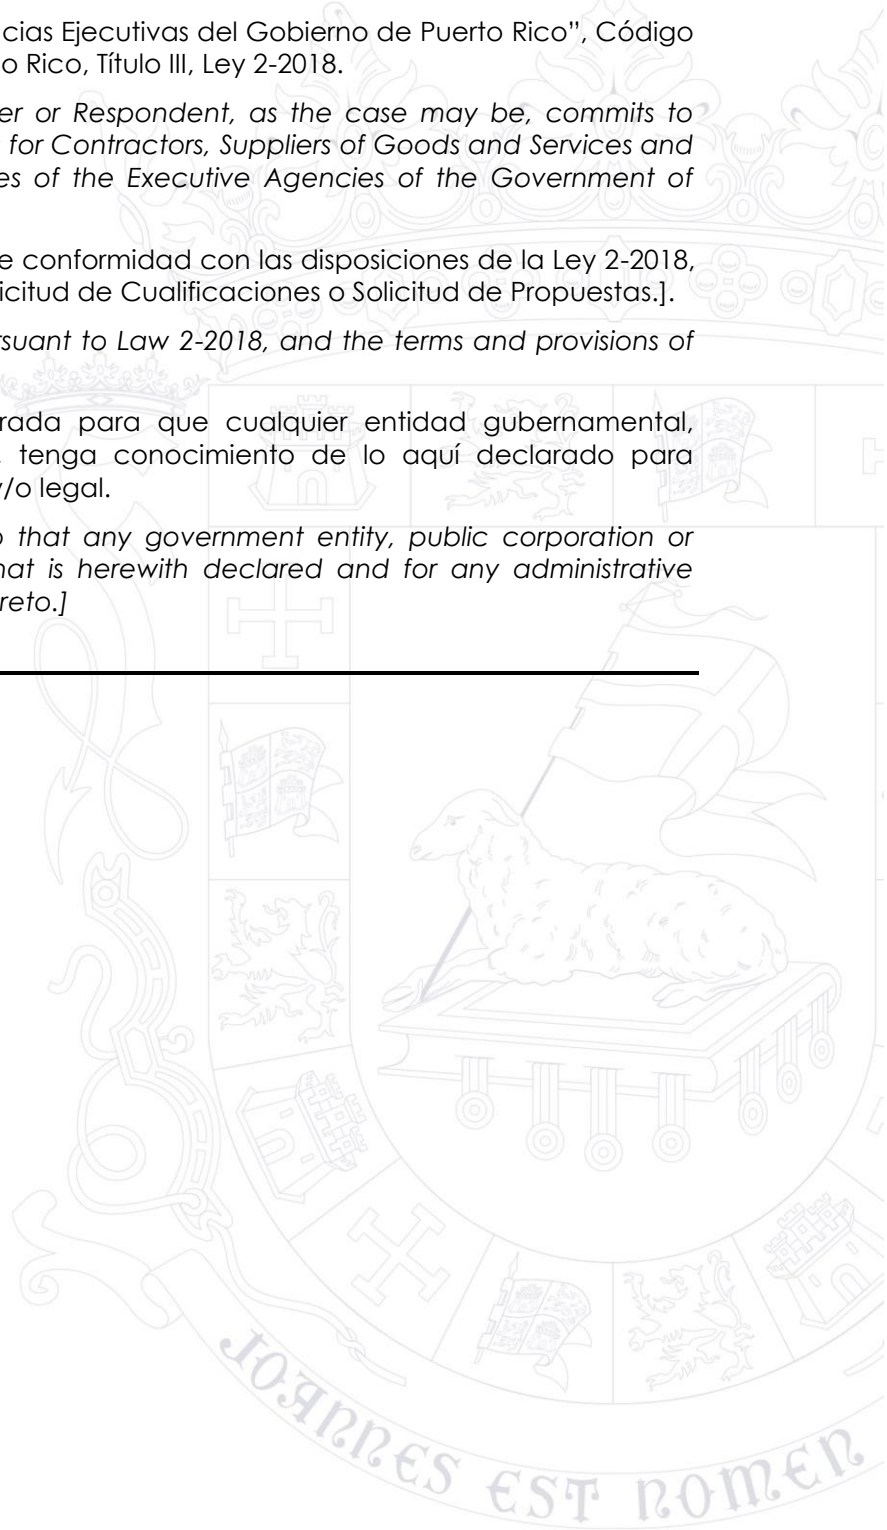 cias Ejecutivas del Gobierno de Puerto Rico”, Código
o Rico, Título III, Ley 2-2018.
er or Respondent, as the case may be, commits to
for Contractors, Suppliers of Goods and Services and
es of the Executive Agencies of the Government of
e conformidad con las disposiciones de la Ley 2-2018,
icitud de Cualificaciones o Solicitud de Propuestas.].
rsuant to Law 2-2018, and the terms and provisions of
rada para que cualquier entidad gubernamental,
tenga conocimiento de lo aquí declarado para
y/o legal.
o that any government entity, public corporation or
hat is herewith declared and for any administrative
reto.]
JOANNES EST NOMEN